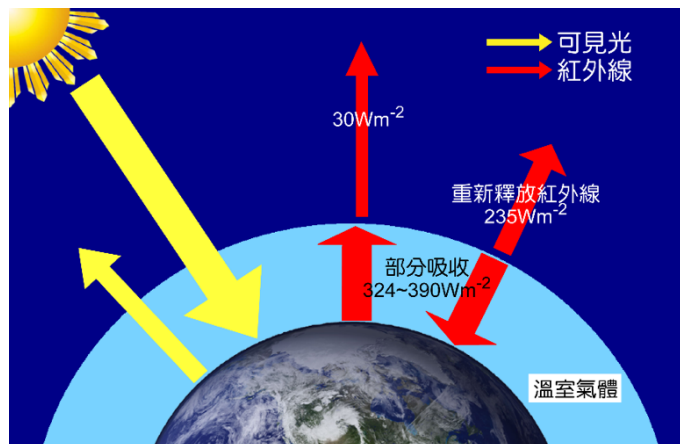 可見光
紅外線
30Wm⁻²
重新釋放紅外線
235Wm⁻²
部分吸收
324~390Wm⁻²
溫室氣體